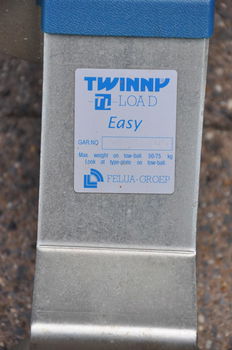 TWINNY
TL-LOAD
Easy
GAR.NO
Max weight on tow-ball 50-75 kg
Look at type-plate on tow-ball.
FELUA-GROEP